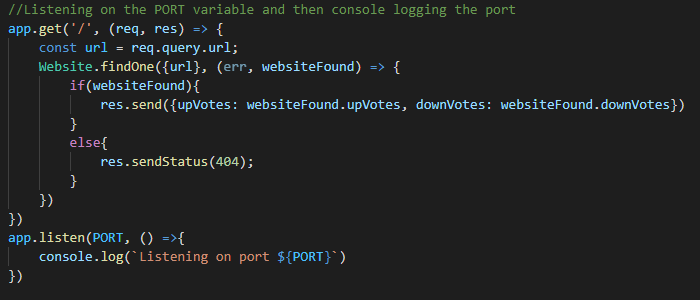 //Listening on the PORT variable and then console logging the port
app.get('/', (req, res) => {
    const url = req.query.url;
    Website.findOne({url}, (err, websiteFound) => {
        if(websiteFound){
            res.send({upVotes: websiteFound.upVotes, downVotes: websiteFound.downVotes})
        }
        else{
            res.sendStatus(404);
        }
    })
})
app.listen(PORT, () =>{
    console.log(`Listening on port ${PORT}`)
})